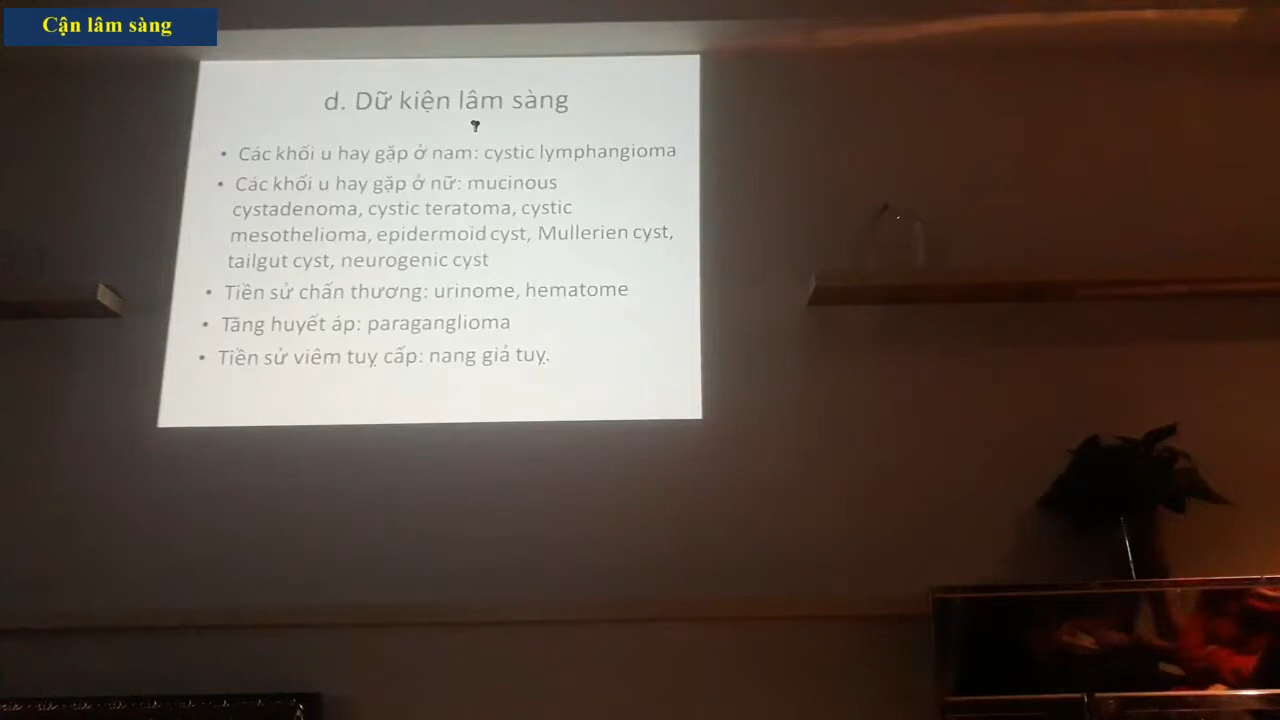 Cận lâm sàng
d. Dữ kiện lâm sàng
• Các khối u hay gặp ở nam: cystic lymphangioma
• Các khối u hay gặp ở nữ: mucinous
cystadenoma, cystic teratoma, cystic
mesothelioma, epidermoid cyst, Mullerien cyst,
tailgut cyst, neurogenic cyst
• Tiền sử chấn thương: urinome, hematome
• Tăng huyết áp: paraganglioma
• Tiền sử viêm tuỵ cấp: nang giả tuỵ.